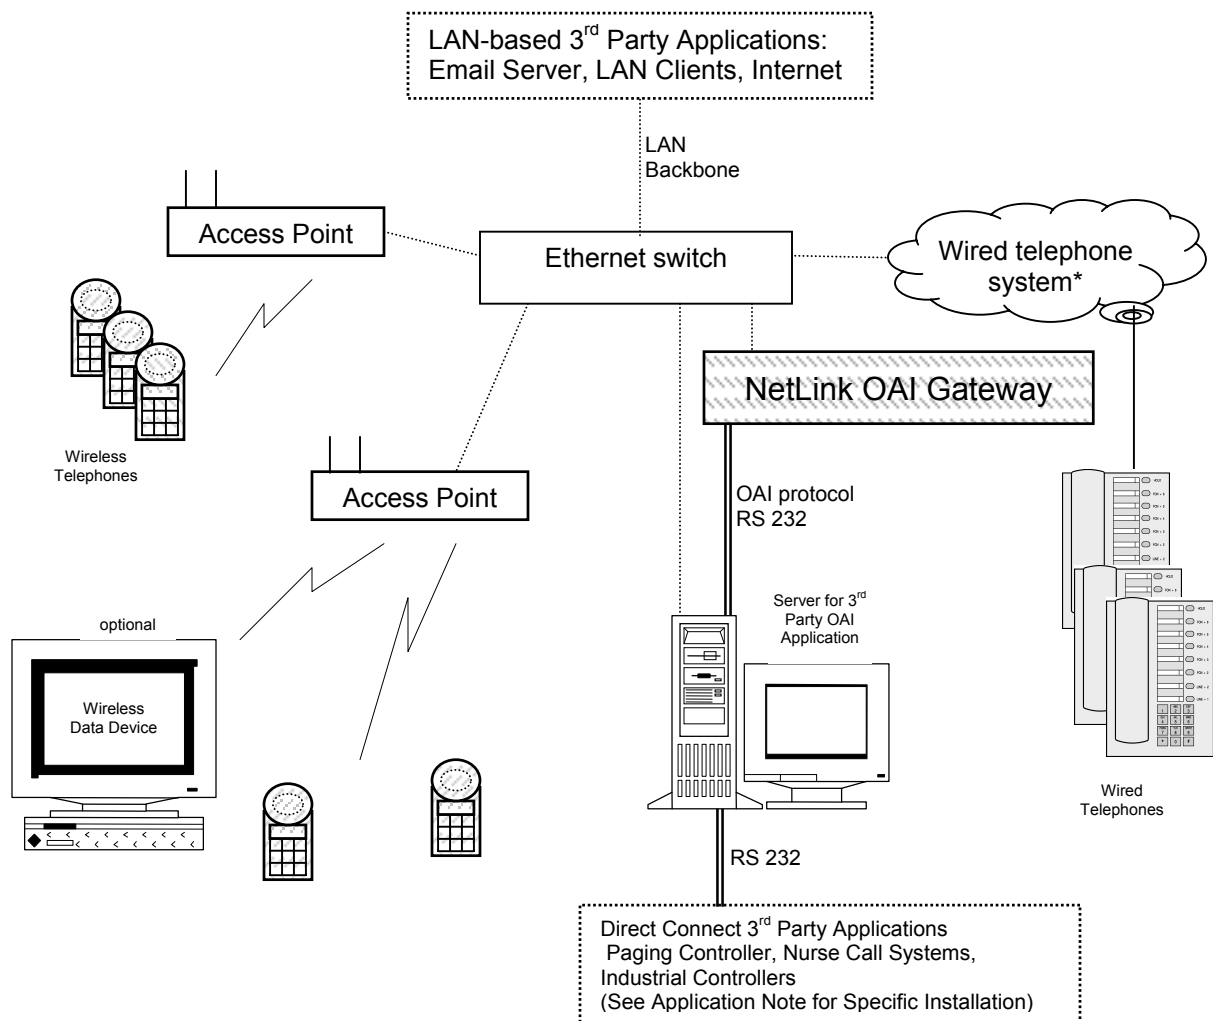 LAN-based 3rd Party Applications:
Email Server, LAN Clients, Internet
LAN
Backbone
Access Point
Ethernet switch
Wired telephone
system*
NetLink OAI Gateway
Wireless
Telephones
Access Point
OAI protocol
RS 232
Server for 3rd
Party OAI
Application
optional
Wireless
Data Device
Wired
Telephones
RS 232
Direct Connect 3rd Party Applications
Paging Controller, Nurse Call Systems,
Industrial Controllers
(See Application Note for Specific Installation)